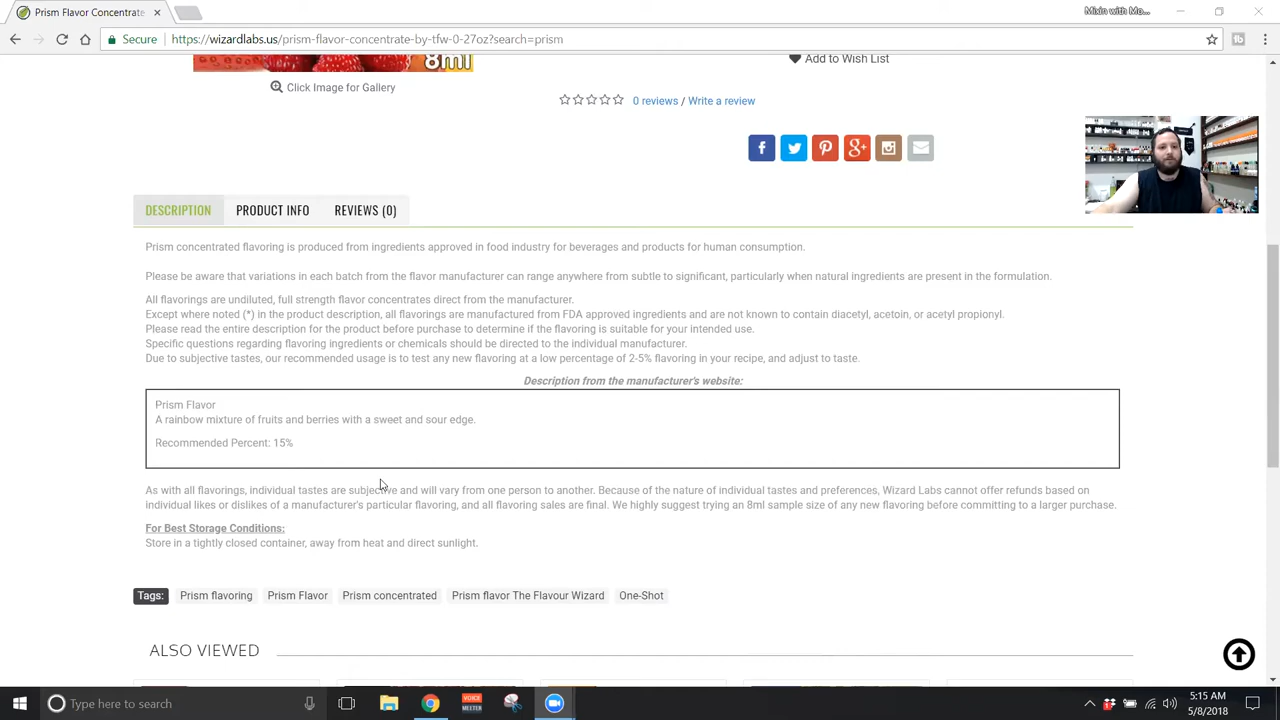 Prism Flavor Concentrate
Mixin with Mo...
Secure
https://wizardlabs.us/prism-flavor-concentrate-by-tfw-0-27oz?search=prism
8ml
Add to Wish List
Click Image for Gallery
0 reviews / Write a review
DESCRIPTION PRODUCT INFO REVIEWS (0)
Prism concentrated flavoring is produced from ingredients approved in food industry for beverages and products for human consumption.
Please be aware that variations in each batch from the flavor manufacturer can range anywhere from subtle to significant, particularly when natural ingredients are present in the formulation.
All flavorings are undiluted, full strength flavor concentrates direct from the manufacturer.
Except where noted (*) in the product description, all flavorings are manufactured from FDA approved ingredients and are not known to contain diacetyl, acetoin, or acetyl propionyl.
Please read the entire description for the product before purchase to determine if the flavoring is suitable for your intended use.
Specific questions regarding flavoring ingredients or chemicals should be directed to the individual manufacturer.
Due to subjective tastes, our recommended usage is to test any new flavoring at a low percentage of 2-5% flavoring in your recipe, and adjust to taste.
Description from the manufacturer's website:
Prism Flavor
A rainbow mixture of fruits and berries with a sweet and sour edge.
Recommended Percent: 15%
As with all flavorings, individual tastes are subjective and will vary from one person to another. Because of the nature of individual tastes and preferences, Wizard Labs cannot offer refunds based on
individual likes or dislikes of a manufacturer's particular flavoring, and all flavoring sales are final. We highly suggest trying an 8ml sample size of any new flavoring before committing to a larger purchase.
For Best Storage Conditions:
Store in a tightly closed container, away from heat and direct sunlight.
Tags: Prism flavoring Prism Flavor Prism concentrated Prism flavor The Flavour Wizard One-Shot
ALSO VIEWED
Type here to search
VOICE
MEETER
5:15 AM
5/8/2018